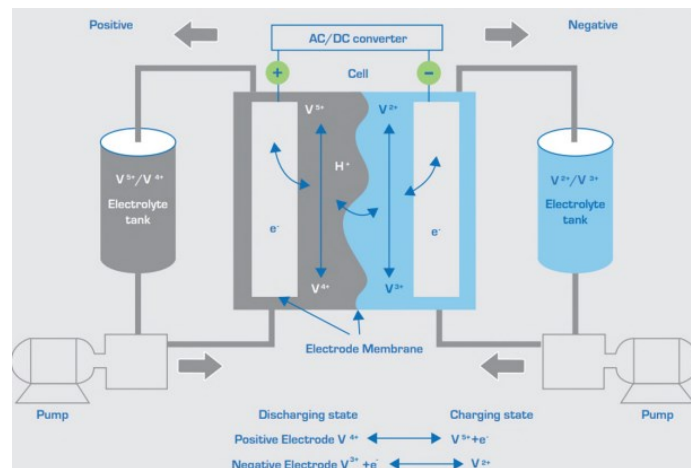 Positive
AC/DC converter
Negative
+
Cell
−
V⁵⁺
V²⁺
V⁵⁺/V⁴⁺
Electrolyte
tank
H⁺
V²⁺/V³⁺
Electrolyte
tank
e⁻
e⁻
V⁴⁺
V³⁺
Electrode Membrane
Pump
Pump
Discharging state
Charging state
Positive Electrode V⁴⁺
V⁵⁺+e⁻
Negative Electrode V³⁺+e⁻
V²⁺